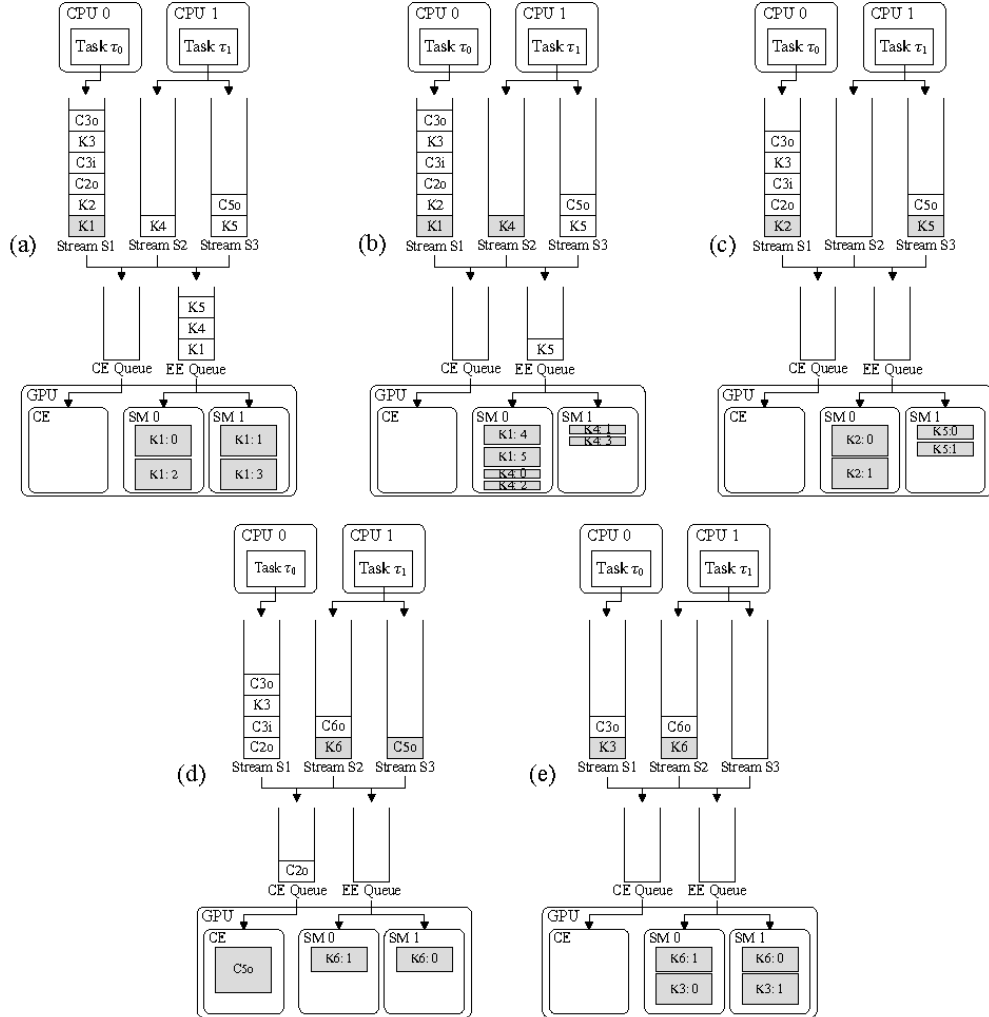 CPU 0 CPU 1 CPU 0 CPU 1 CPU 0 CPU 1
Task τ0 Task τ1 Task τ0 Task τ1 Task τ0 Task τ1
C3o C3o
K3 K3 C3o
C3i C3i K3
C2o C2o C3i
K2 C5o K2 C5o C2o C5o
K1 K4 K5 K1 K4 K5 K2 K5
(a) Stream S1 Stream S2 Stream S3 (b) Stream S1 Stream S2 Stream S3 (c) Stream S1 Stream S2 Stream S3
K5
K4
K1 K5
CE Queue EE Queue CE Queue EE Queue CE Queue EE Queue
GPU GPU GPU
CE SM 0 SM 1 CE SM 0 SM 1 CE SM 0 SM 1
K1: 0 K1: 1 K1: 4 K4: 1 K2: 0 K5:0
K1: 2 K1: 3 K1: 5 K4: 3 K2: 1 K5:1
K4: 0
K4: 2
CPU 0 CPU 1 CPU 0 CPU 1
Task τ0 Task τ1 Task τ0 Task τ1
C3o
K3
C3i C6o C3o C6o
C2o K6 C5o K3 K6
(d) Stream S1 Stream S2 Stream S3 (e) Stream S1 Stream S2 Stream S3
C2o
CE Queue EE Queue CE Queue EE Queue
GPU GPU
CE SM 0 SM 1 CE SM 0 SM 1
C5o K6: 1 K6: 0 K6: 1 K6: 0
K3: 0 K3: 1